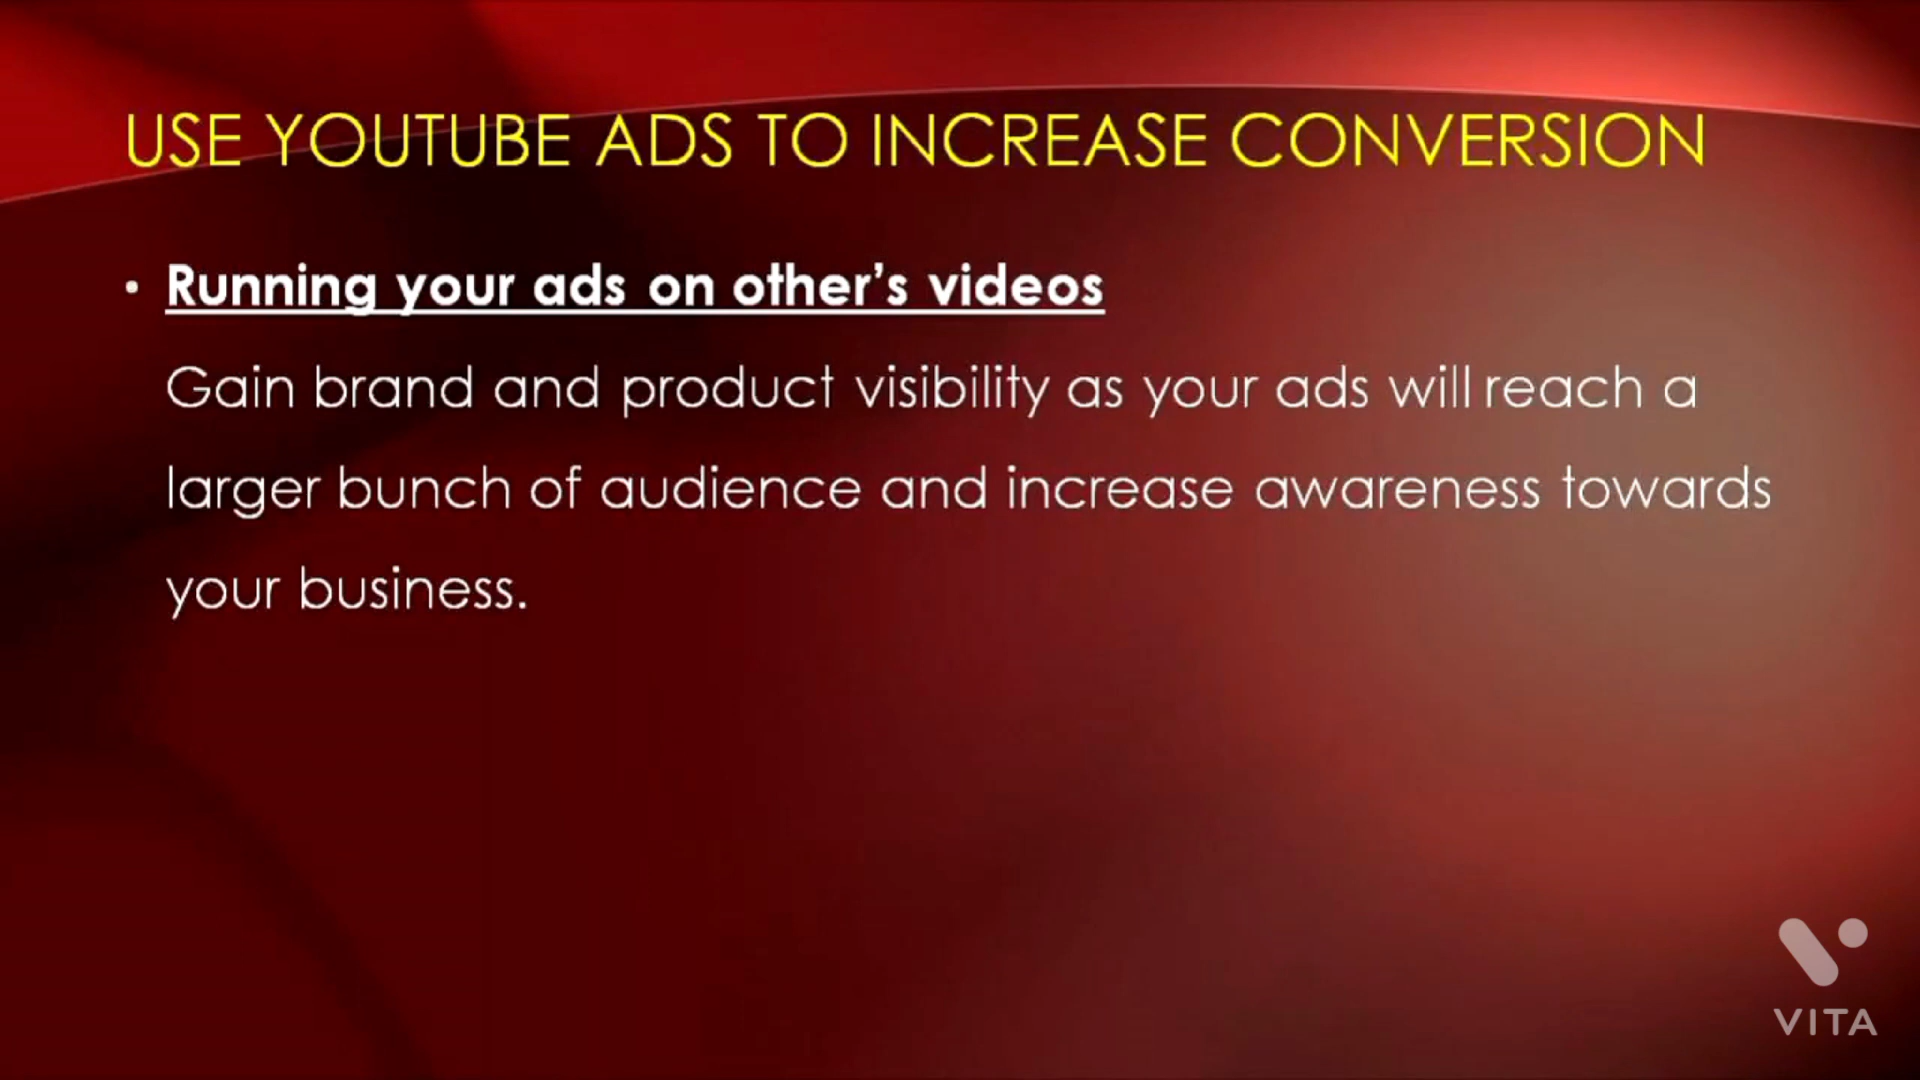 USE YOUTUBE ADS TO INCREASE CONVERSION
• Running your ads on other’s videos
Gain brand and product visibility as your ads will reach a
larger bunch of audience and increase awareness towards
your business.
VITA